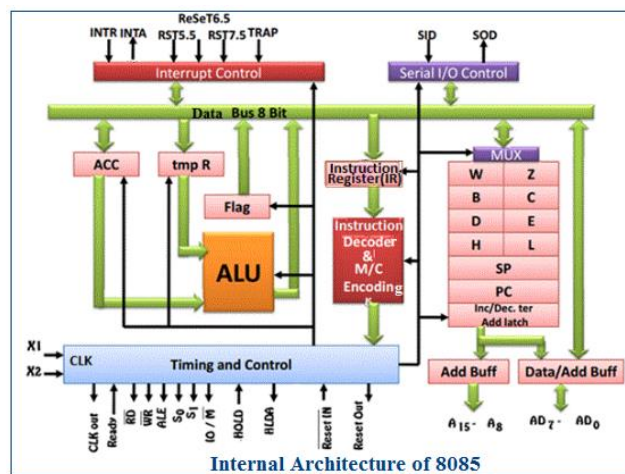 ReSeT6.5
INTR INTA RST5.5 RST7.5 TRAP SID SOD
Interrupt Control Serial I/O Control
Data Bus 8 Bit
ACC tmp R Instruction Register(IR) MUX
W Z
B C
Flag
D E
Instruction
Decoder
&
M/C
Encoding
r
H L
ALU
SP
PC
Inc/Dec. ter
Add latch
X1
X2
CLK
Timing and Control
Add Buff Data/Add Buff
CLK out Ready RD WR ALE S0 S1 IO / M HOLD HLDA Reset IN Reset Out
A15 - A8 AD7 - AD0
Internal Architecture of 8085